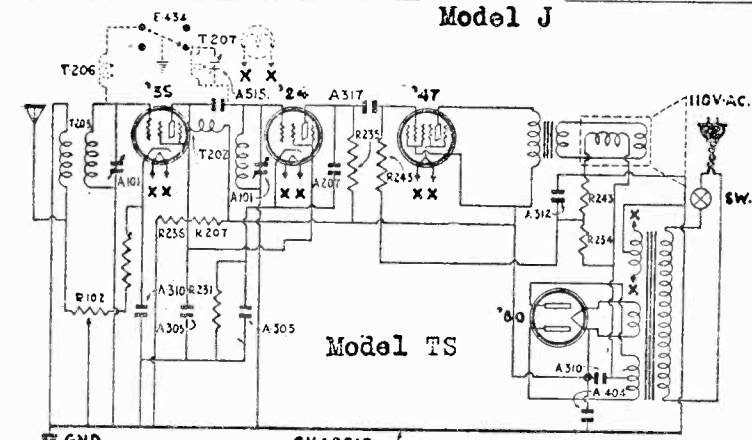 Model J
E-434
T207
T206
X X
'35
A515
'24
A317
'47
110V-AC.
T205
T202
R235
A101
A101
A207
R243
X X
X X
A312
R243
SW.
R236
R207
R234
X
X
R102
A310
R231
A305
A305
'80
Model TS
A310
A404
GND
CHASSIS